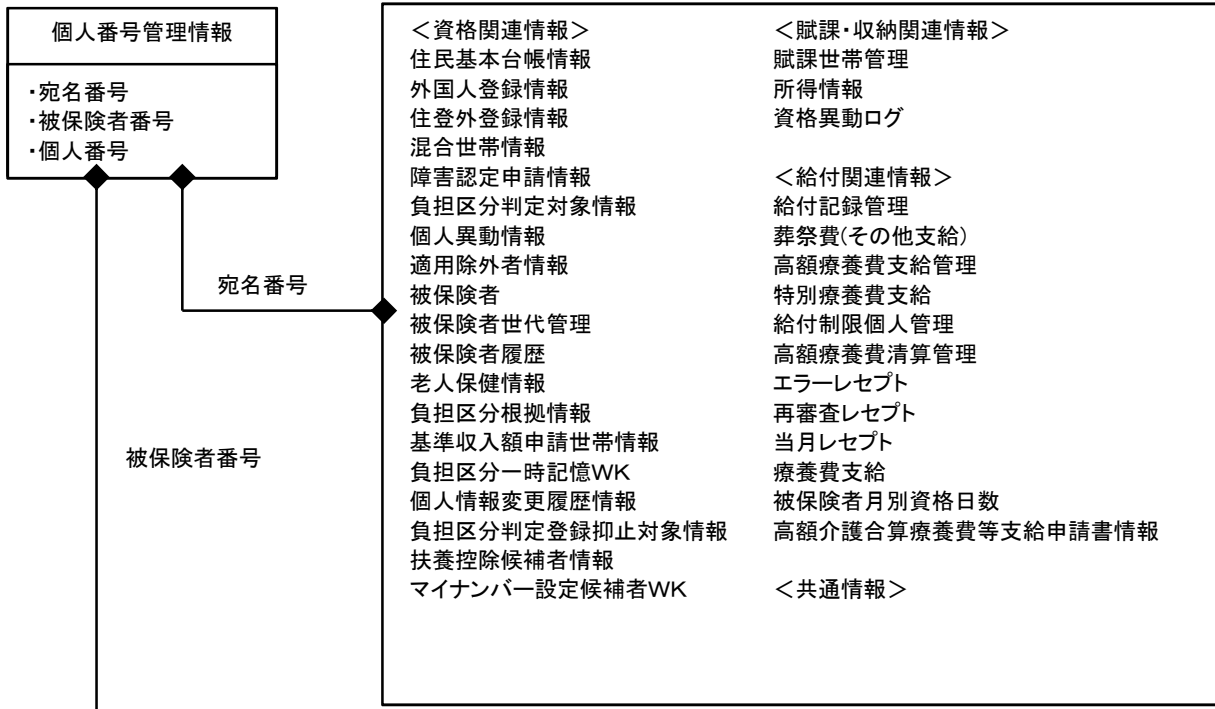 個人番号管理情報
・宛名番号
・被保険者番号
・個人番号
宛名番号
被保険者番号
＜資格関連情報＞
住民基本台帳情報
外国人登録情報
住登外登録情報
混合世帯情報
障害認定申請情報
負担区分判定対象情報
個人異動情報
適用除外者情報
被保険者
被保険者世代管理
被保険者履歴
老人保健情報
負担区分根拠情報
基準収入額申請世帯情報
負担区分一時記憶ＷＫ
個人情報変更履歴情報
負担区分判定登録抑止対象情報
扶養控除候補者情報
マイナンバー設定候補者ＷＫ
＜賦課・収納関連情報＞
賦課世帯管理
所得情報
資格異動ログ
＜給付関連情報＞
給付記録管理
葬祭費(その他支給)
高額療養費支給管理
特別療養費支給
給付制限個人管理
高額療養費清算管理
エラーレセプト
再審査レセプト
当月レセプト
療養費支給
被保険者月別資格日数
高額介護合算療養費等支給申請書情報
＜共通情報＞